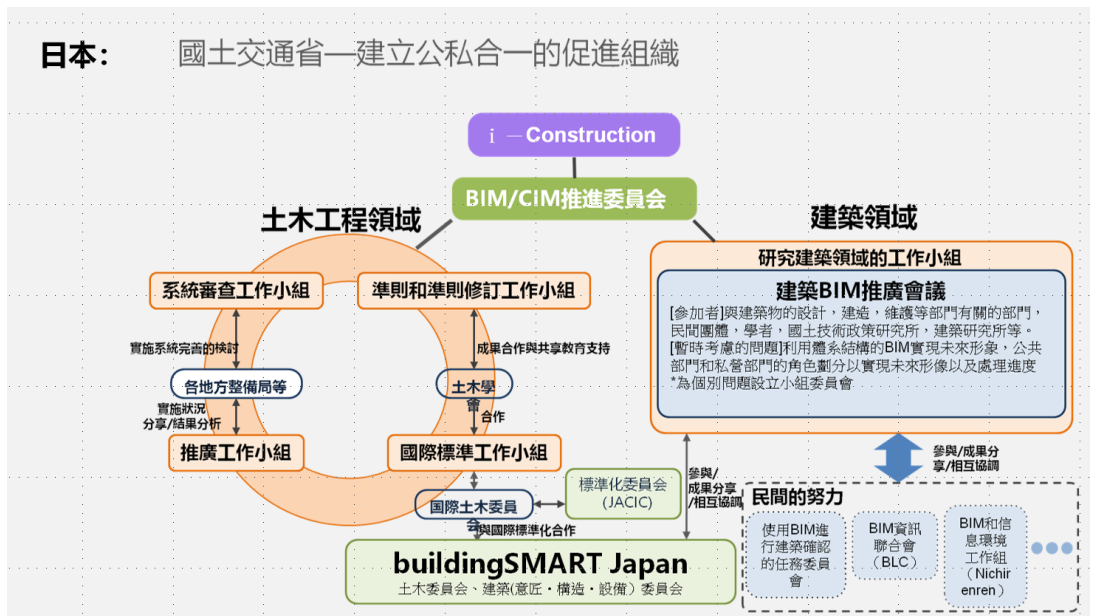 日本：
國土交通省—建立公私合一的促進組織
i －Construction
BIM/CIM推進委員会
土木工程領域
建築領域
系統審查工作小組
準則和準則修訂工作小組
實施系統完善的検討
成果合作與共享教育支持
各地方整備局等
土木學
會
實施狀況
分享/結果分析
合作
推廣工作小組
國際標準工作小組
国際土木委員
会
與國際標準化合作
標準化委員會
(JACIC)
buildingSMART Japan
土木委員会、建築(意匠・構造・設備）委員会
研究建築領域的工作小組
建築BIM推廣會議
[參加者]與建築物的設計，建造，維護等部門有關的部門，
民間團體，學者，國土技術政策研究所，建築研究所等。
[暫時考慮的問題]利用體系結構的BIM實現未來形象，公共
部門和私營部門的角色劃分以實現未來形像以及處理進度
*為個別問題設立小組委員會
參與/
成果分享
/相互協調
參與/成果分
享/相互協調
民間的努力
使用BIM進
行建築確認
的任務委員
會
BIM資訊
聯合會
（BLC）
BIM和信
息環境
工作組
（Nichir
enren）